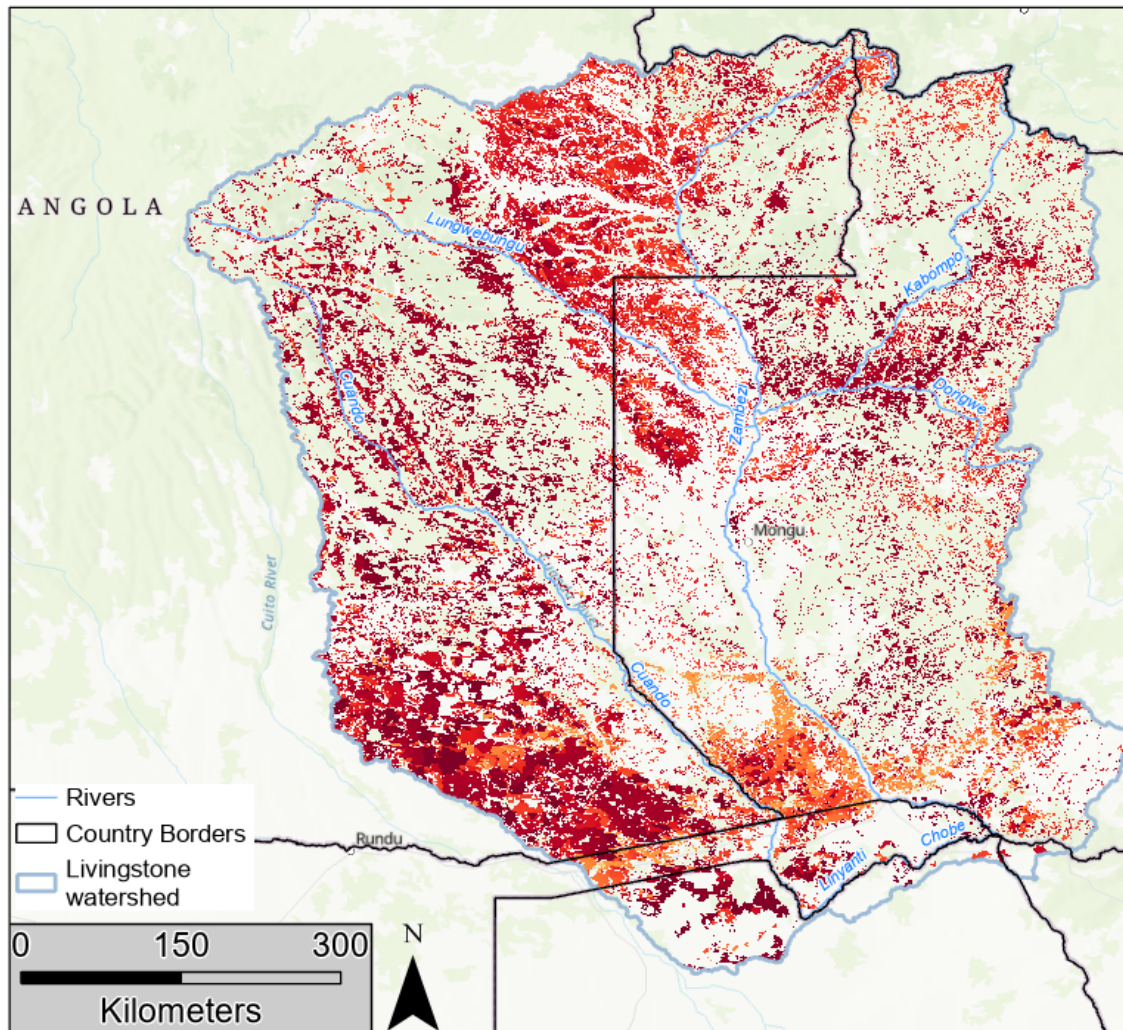 ANGOLA
Lungwebungu
Kabompo
Cuando
Dongwe
Zambezi
Mongu
Cuito River
Cuando
Rivers
Country Borders
Rundu
Chobe
Livingstone
watershed
Linyanti
0 150 300
N
Kilometers